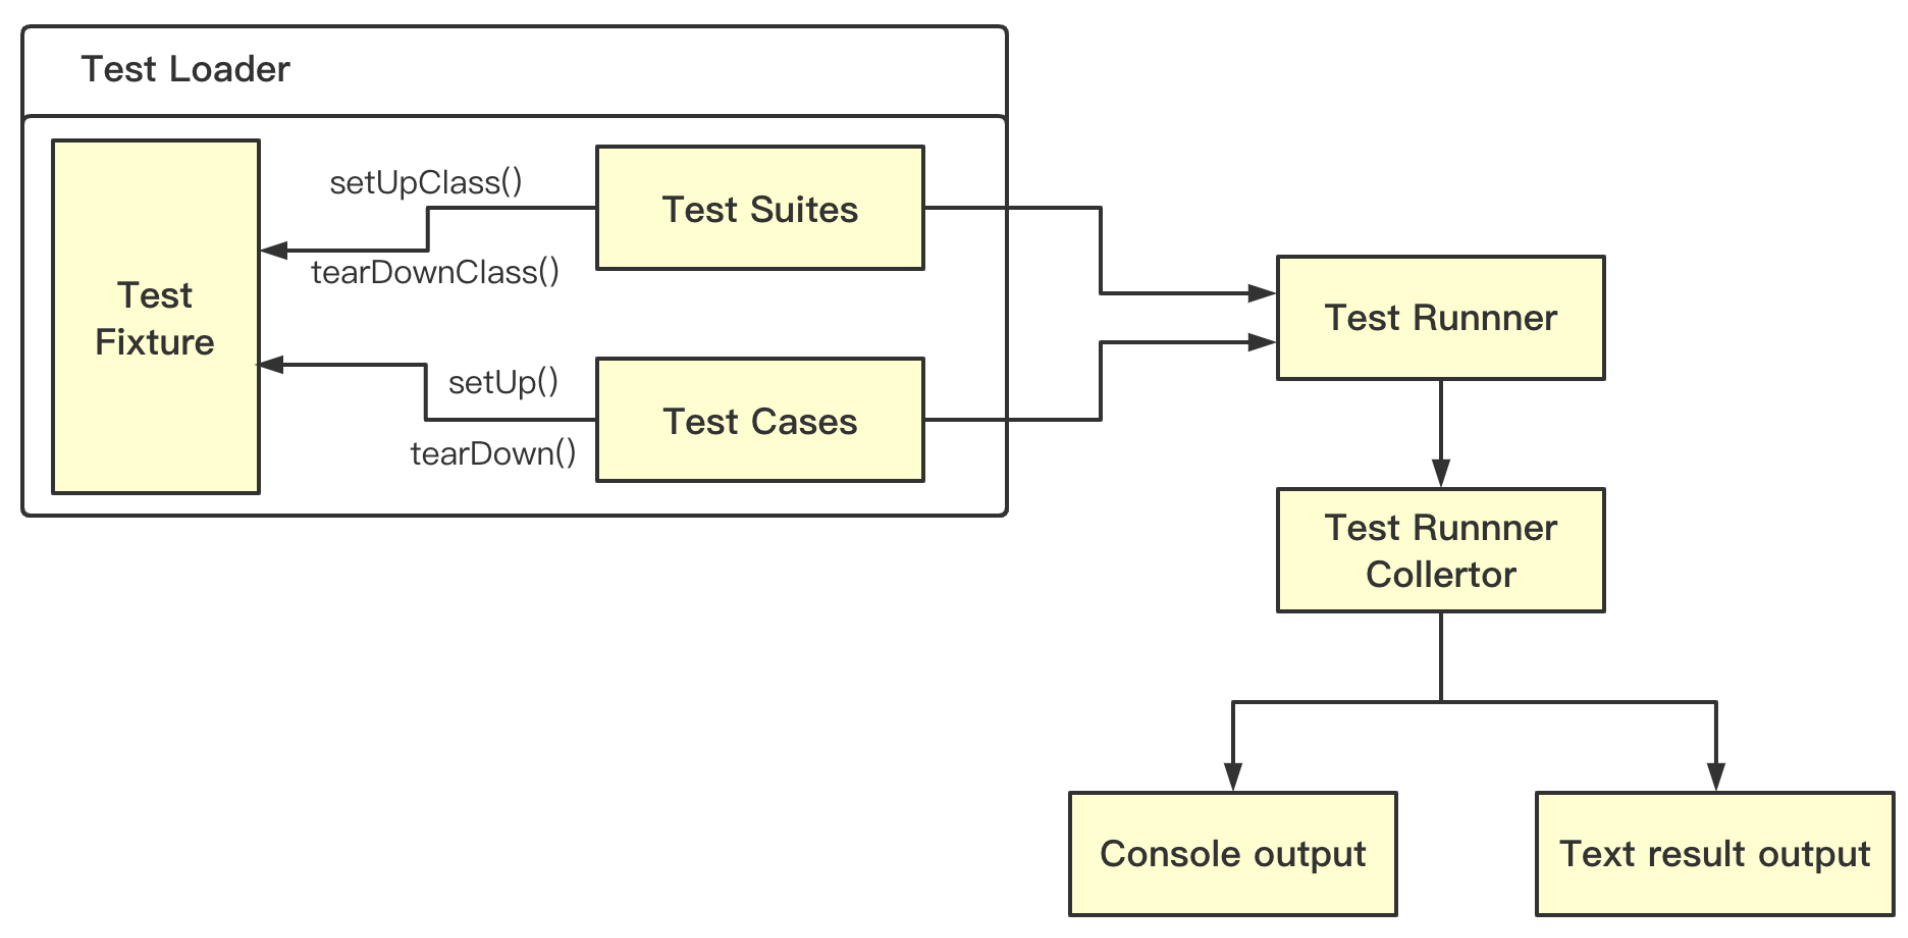 Test Loader
setUpClass()
Test Suites
tearDownClass()
Test
Fixture
setUp()
Test Cases
tearDown()
Test Runnner
Test Runnner
Collertor
Console output
Text result output